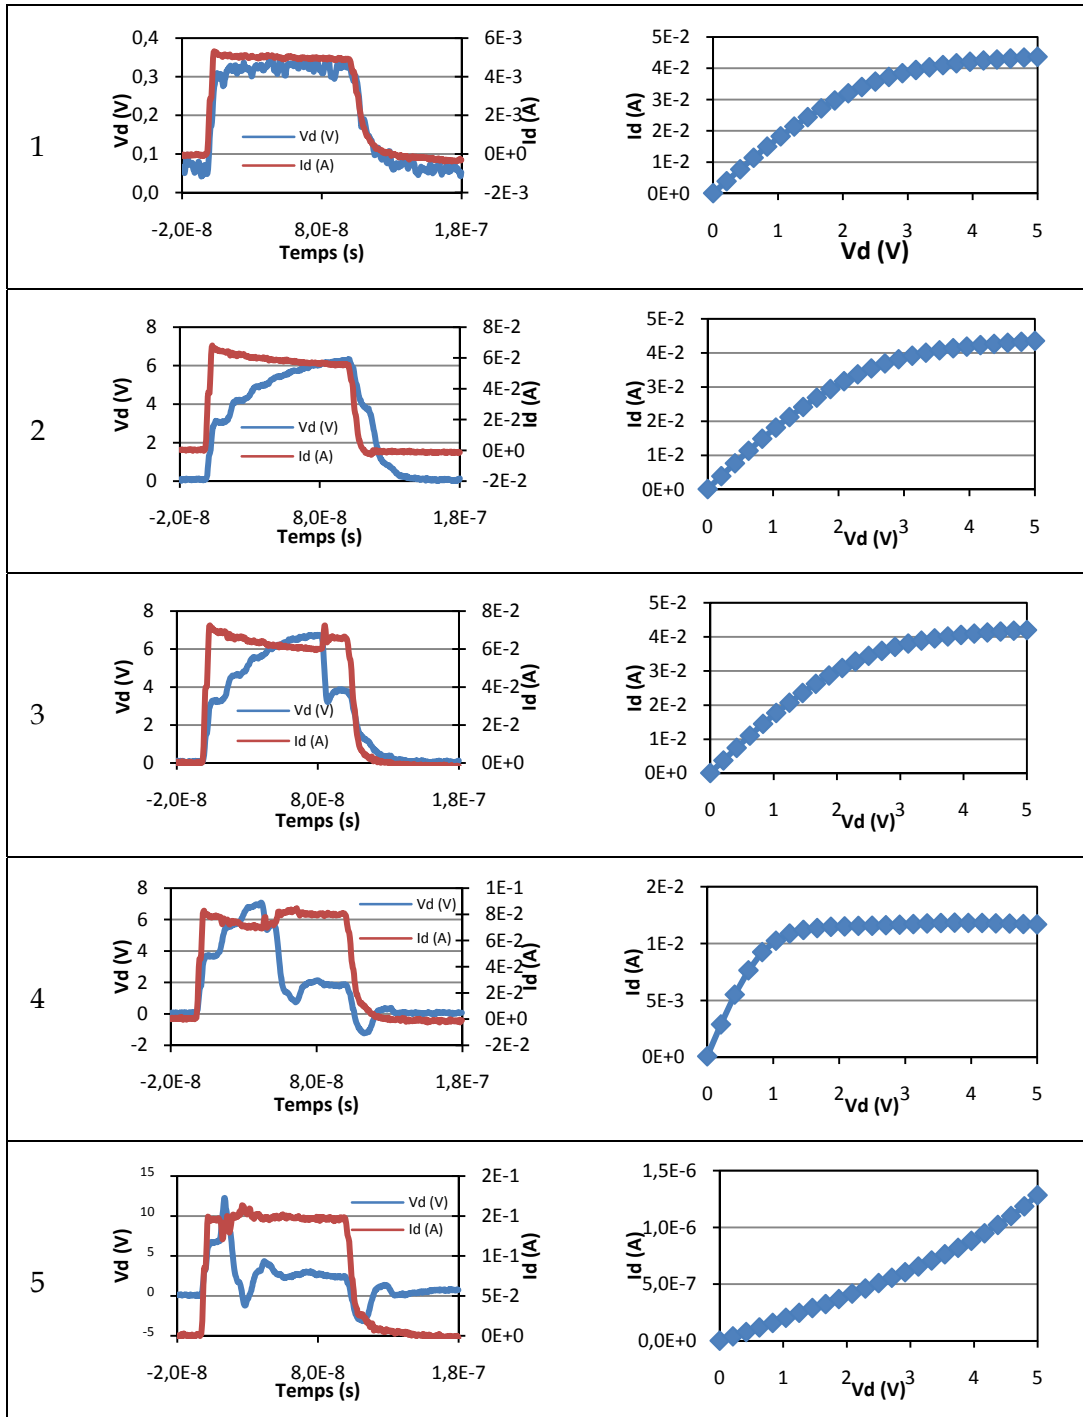 1
Vd (V)
0,4
0,3
0,2
0,1
0,0
6E-3
4E-3
2E-3
0E+0
-2E-3
Id (A)
Vd (V)
Id (A)
-2,0E-8 8,0E-8 1,8E-7
Temps (s)
Id (A)
5E-2
4E-2
3E-2
2E-2
1E-2
0E+0
0 1 2 3 4 5
Vd (V)
2
Vd (V)
8
6
4
2
0
8E-2
6E-2
4E-2
2E-2
0E+0
-2E-2
Id (A)
Vd (V)
Id (A)
-2,0E-8 8,0E-8 1,8E-7
Temps (s)
Id (A)
5E-2
4E-2
3E-2
2E-2
1E-2
0E+0
0 1 2 3 4 5
Vd (V)
3
Vd (V)
8
6
4
2
0
8E-2
6E-2
4E-2
2E-2
0E+0
Id (A)
Vd (V)
Id (A)
-2,0E-8 8,0E-8 1,8E-7
Temps (s)
Id (A)
5E-2
4E-2
3E-2
2E-2
1E-2
0E+0
0 1 2 3 4 5
Vd (V)
4
Vd (V)
8
6
4
2
0
-2
1E-1
8E-2
6E-2
4E-2
2E-2
0E+0
-2E-2
Id (A)
Vd (V)
Id (A)
-2,0E-8 8,0E-8 1,8E-7
Temps (s)
Id (A)
2E-2
1E-2
5E-3
0E+0
0 1 2 3 4 5
Vd (V)
5
Vd (V)
15
10
5
0
-5
2E-1
2E-1
1E-1
5E-2
0E+0
Id (A)
Vd (V)
Id (A)
-2,0E-8 8,0E-8 1,8E-7
Temps (s)
Id (A)
1,5E-6
1,0E-6
5,0E-7
0,0E+0
0 1 2 3 4 5
Vd (V)